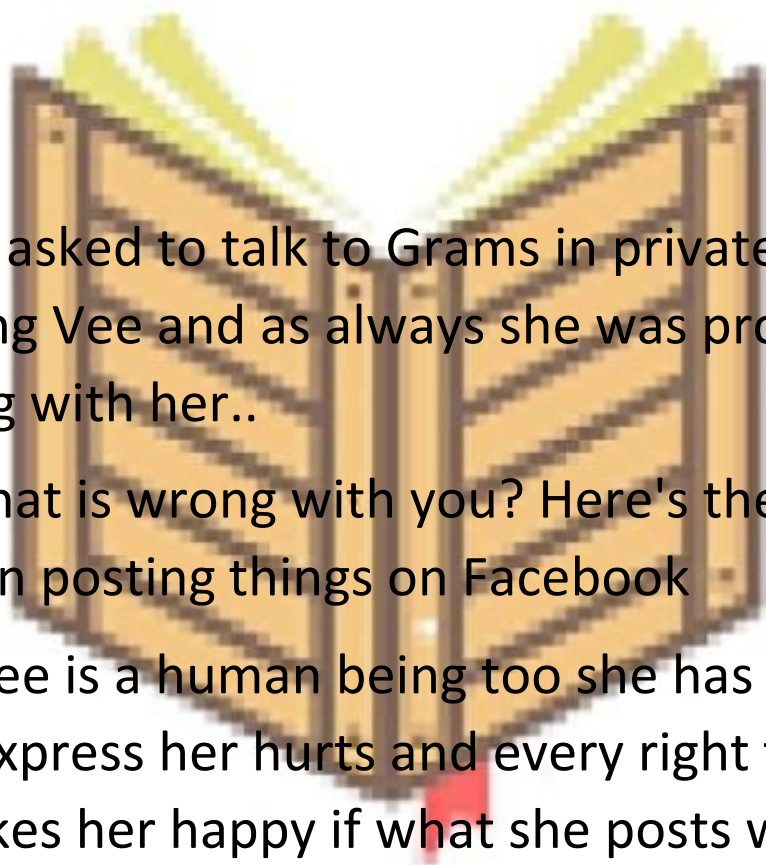 asked to talk to Grams in private
ng Vee and as always she was pro
g with her..
hat is wrong with you? Here's the
n posting things on Facebook
ee is a human being too she has
xpress her hurts and every right
kes her happy if what she posts w